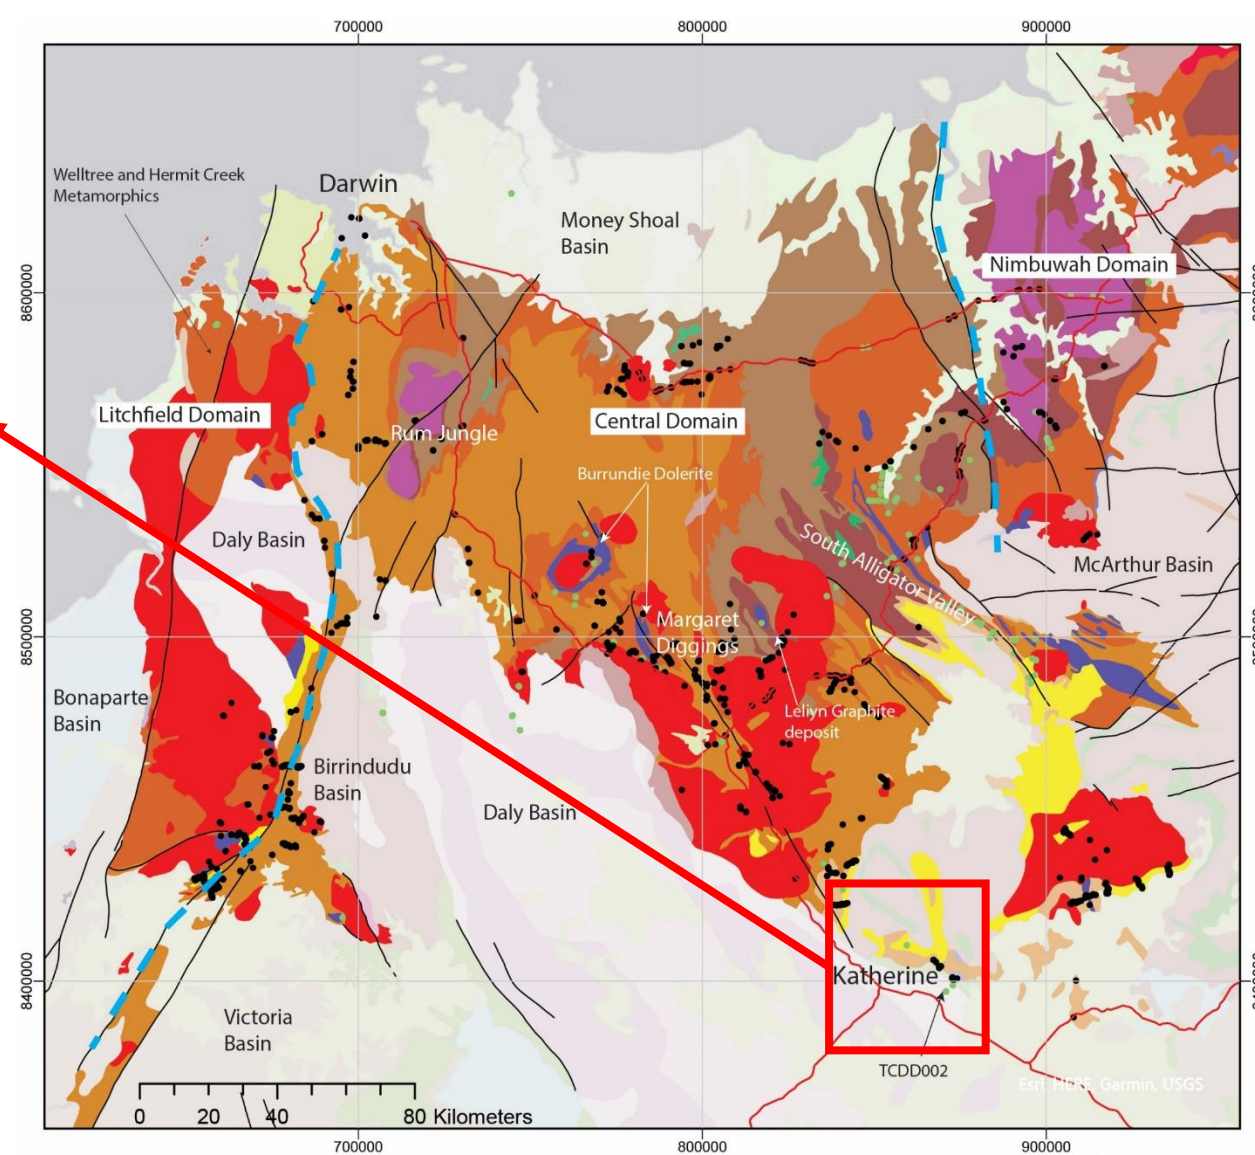 700000
800000
900000
Welltree and Hermit Creek
Metamorphics
Darwin
Money Shoal
Basin
Nimbuwah Domain
8600000
Litchfield Domain
Rum Jungle
Central Domain
Burrundie Dolerite
Daly Basin
South Alligator Valley
McArthur Basin
Margaret
Diggings
8500000
Leliyn Graphite
deposit
Bonaparte
Basin
Birrindudu
Basin
Daly Basin
Katherine
8400000
Victoria
Basin
TCDD002
Esri HERE, Garmin, USGS
0 20 40 80 Kilometers
700000
800000
900000